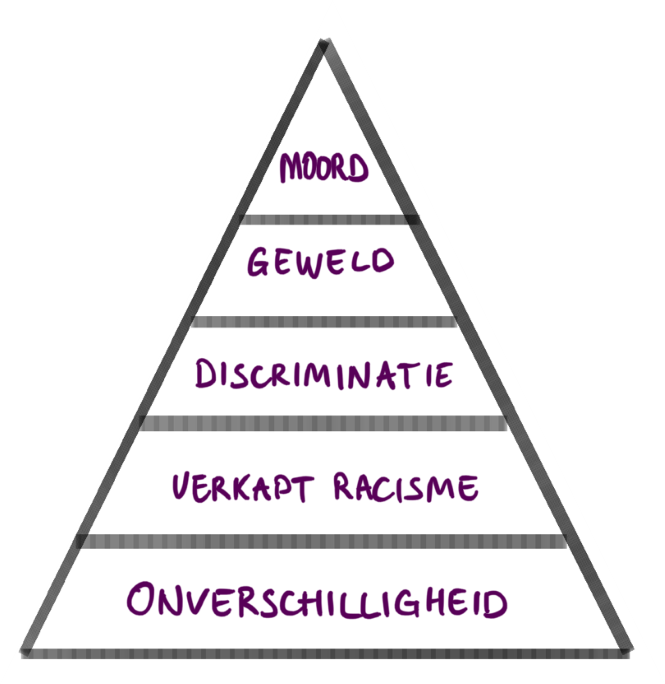 MOORD
GEWELD
DISCRIMINATIE
VERKAPT RACISME
ONVERSCHILLIGHEID